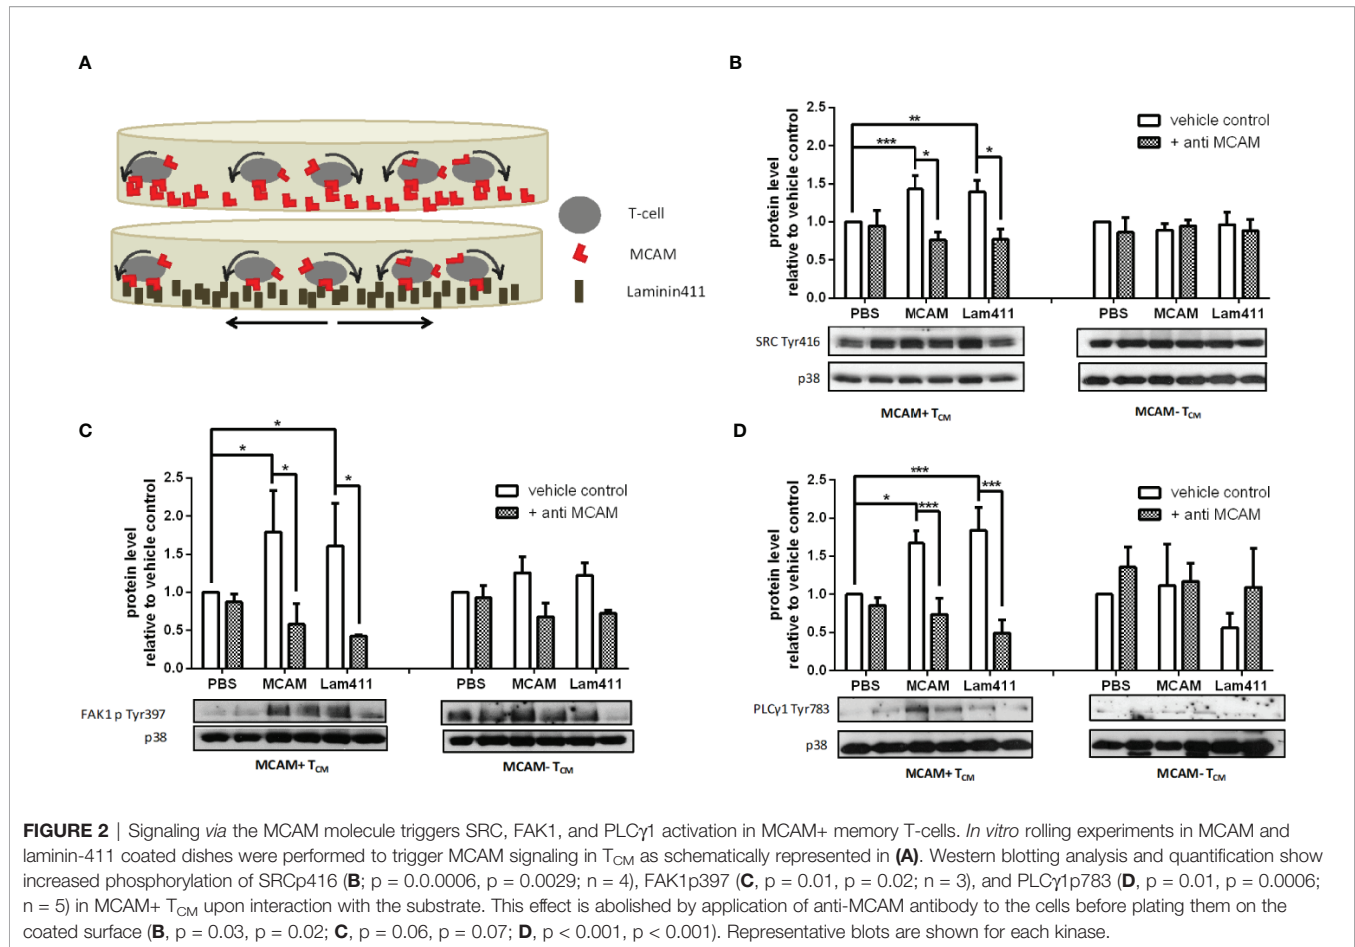 A
T-cell
MCAM
Laminin411
B
protein level
relative to vehicle control
2.5
2.0
1.5
1.0
0.5
0.0
**
***
*
*
vehicle control
+ anti MCAM
PBS MCAM Lam411
PBS MCAM Lam411
SRC Tyr416
p38
MCAM+ TCM
MCAM- TCM
C
protein level
relative to vehicle control
2.5
2.0
1.5
1.0
0.5
0.0
*
*
*
*
vehicle control
+ anti MCAM
PBS MCAM Lam411
PBS MCAM Lam411
FAK1 p Tyr397
p38
MCAM+ TCM
MCAM- TCM
D
protein level
relative to vehicle control
2.5
2.0
1.5
1.0
0.5
0.0
***
*
***
***
vehicle control
+ anti MCAM
PBS MCAM Lam411
PBS MCAM Lam411
PLCγ1 Tyr783
p38
MCAM+ TCM
MCAM- TCM
FIGURE 2 | Signaling via the MCAM molecule triggers SRC, FAK1, and PLCγ1 activation in MCAM+ memory T-cells. In vitro rolling experiments in MCAM and
laminin-411 coated dishes were performed to trigger MCAM signaling in TCM as schematically represented in (A). Western blotting analysis and quantification show
increased phosphorylation of SRCp416 (B; p = 0.0.0006, p = 0.0029; n = 4), FAK1p397 (C, p = 0.01, p = 0.02; n = 3), and PLCγ1p783 (D, p = 0.01, p = 0.0006;
n = 5) in MCAM+ TCM upon interaction with the substrate. This effect is abolished by application of anti-MCAM antibody to the cells before plating them on the
coated surface (B, p = 0.03, p = 0.02; C, p = 0.06, p = 0.07; D, p < 0.001, p < 0.001). Representative blots are shown for each kinase.